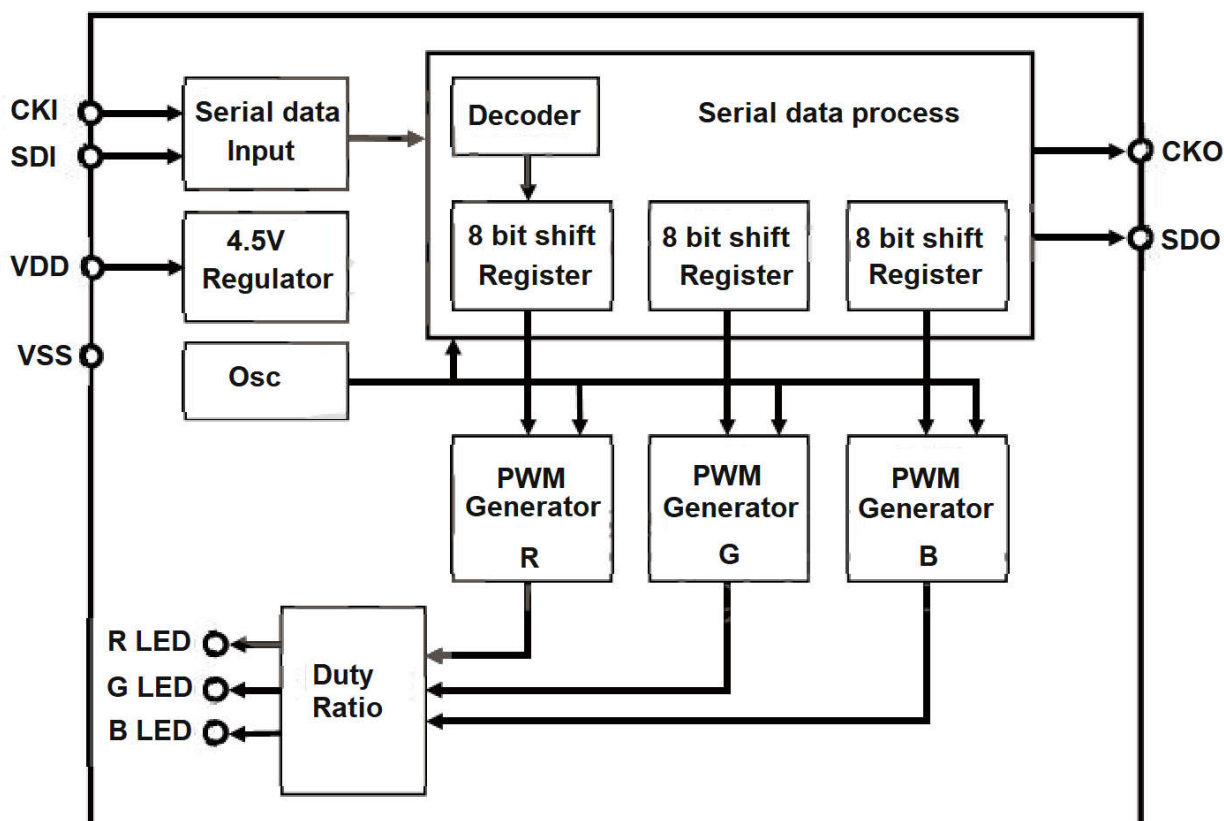 CKI
SDI
VDD
VSS
Serial data
Input
4.5V
Regulator
Osc
Decoder
Serial data process
8 bit shift
Register
8 bit shift
Register
8 bit shift
Register
CKO
SDO
PWM
Generator
R
PWM
Generator
G
PWM
Generator
B
R LED
G LED
B LED
Duty
Ratio